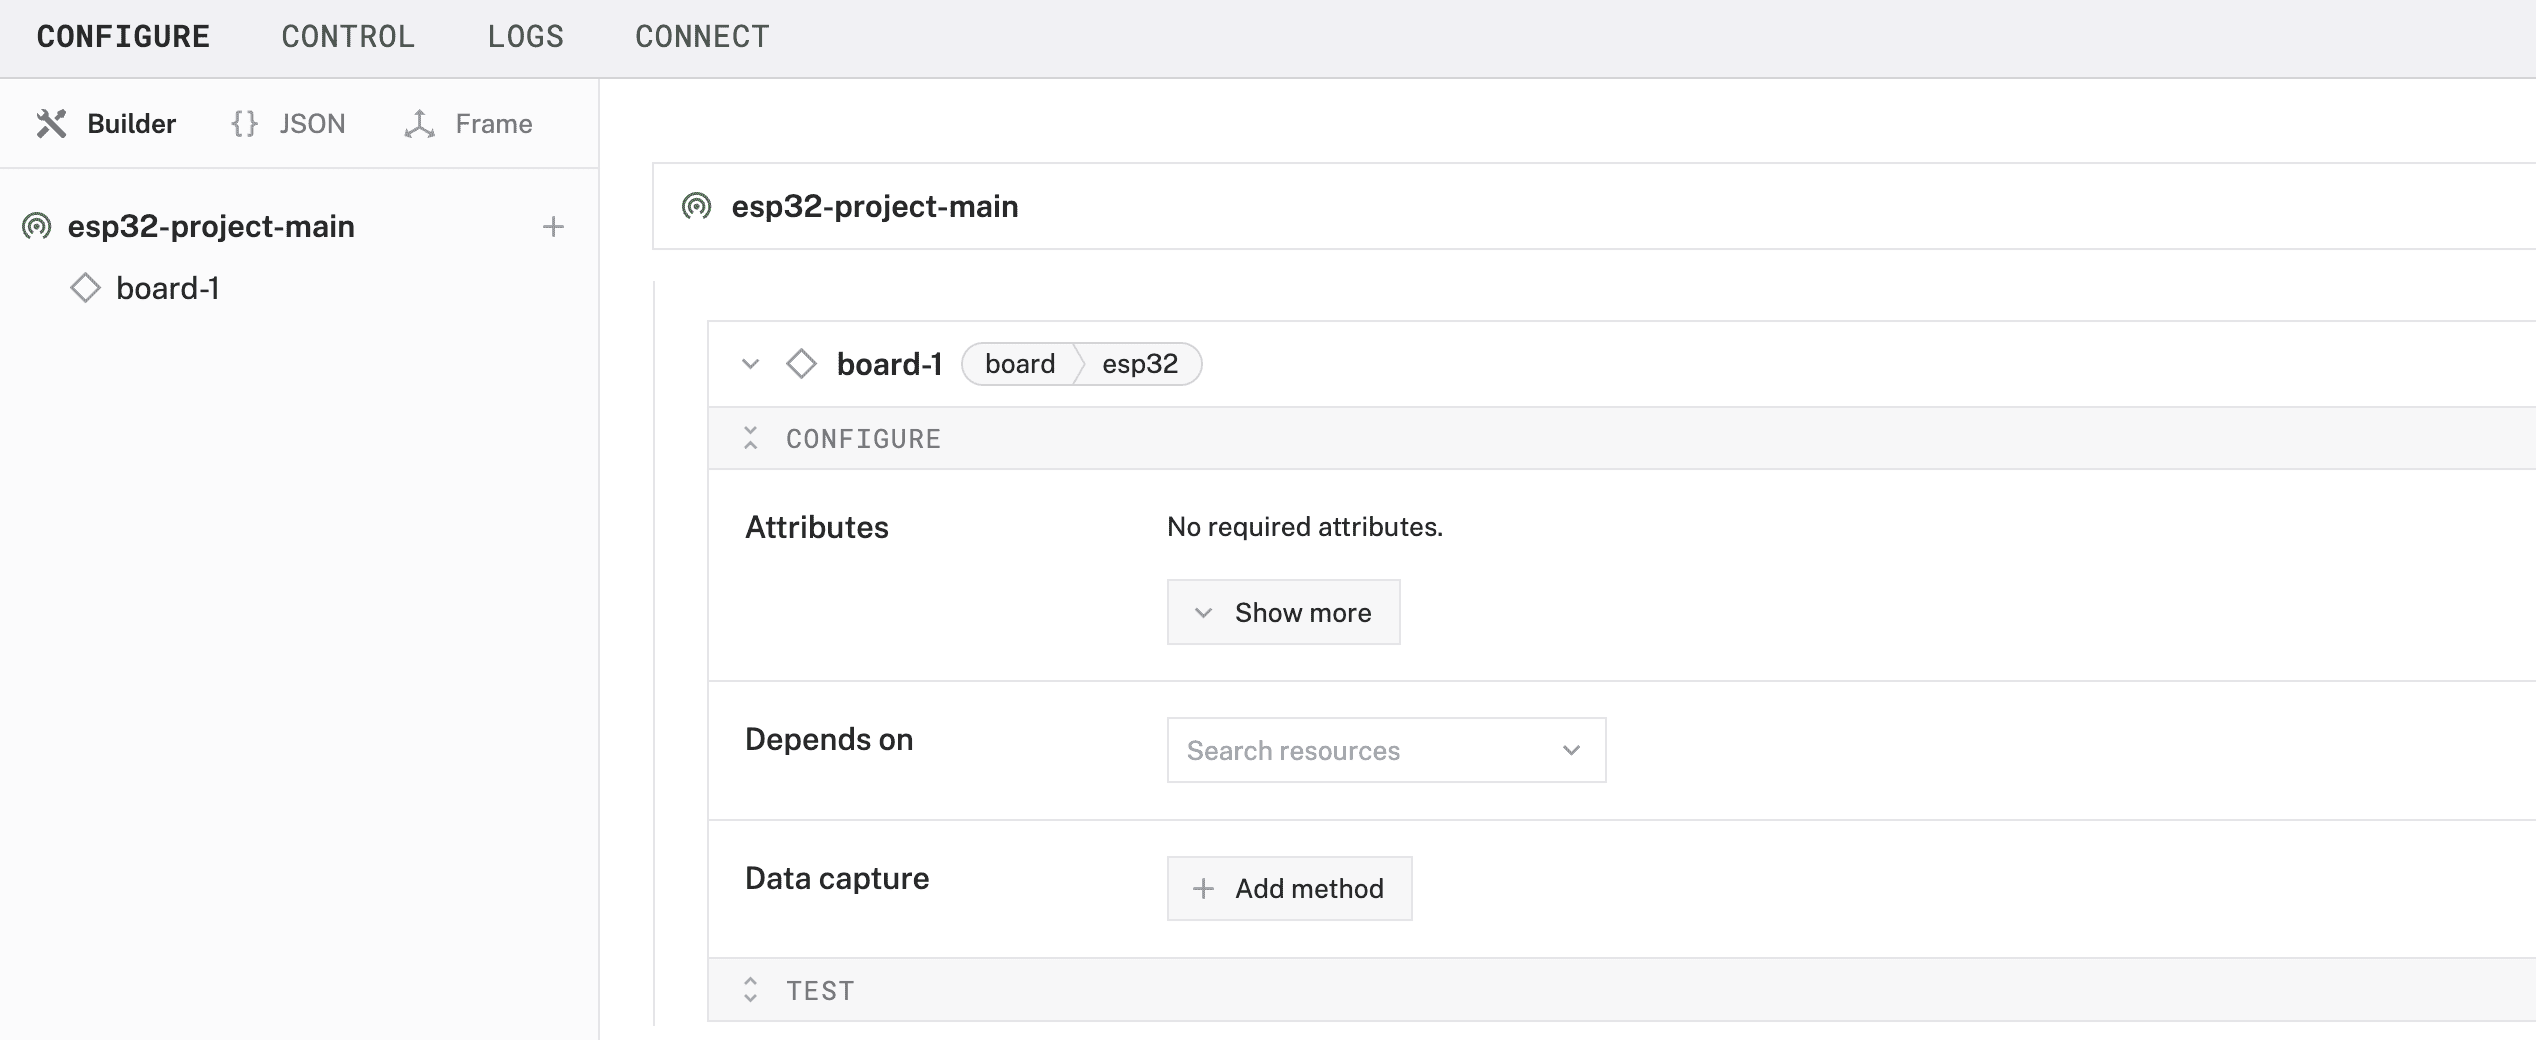 CONFIGURE CONTROL LOGS CONNECT
Builder {} JSON Frame
esp32-project-main
board-1
esp32-project-main
board-1 board esp32
CONFIGURE
Attributes No required attributes.
Show more
Depends on Search resources
Data capture Add method
TEST